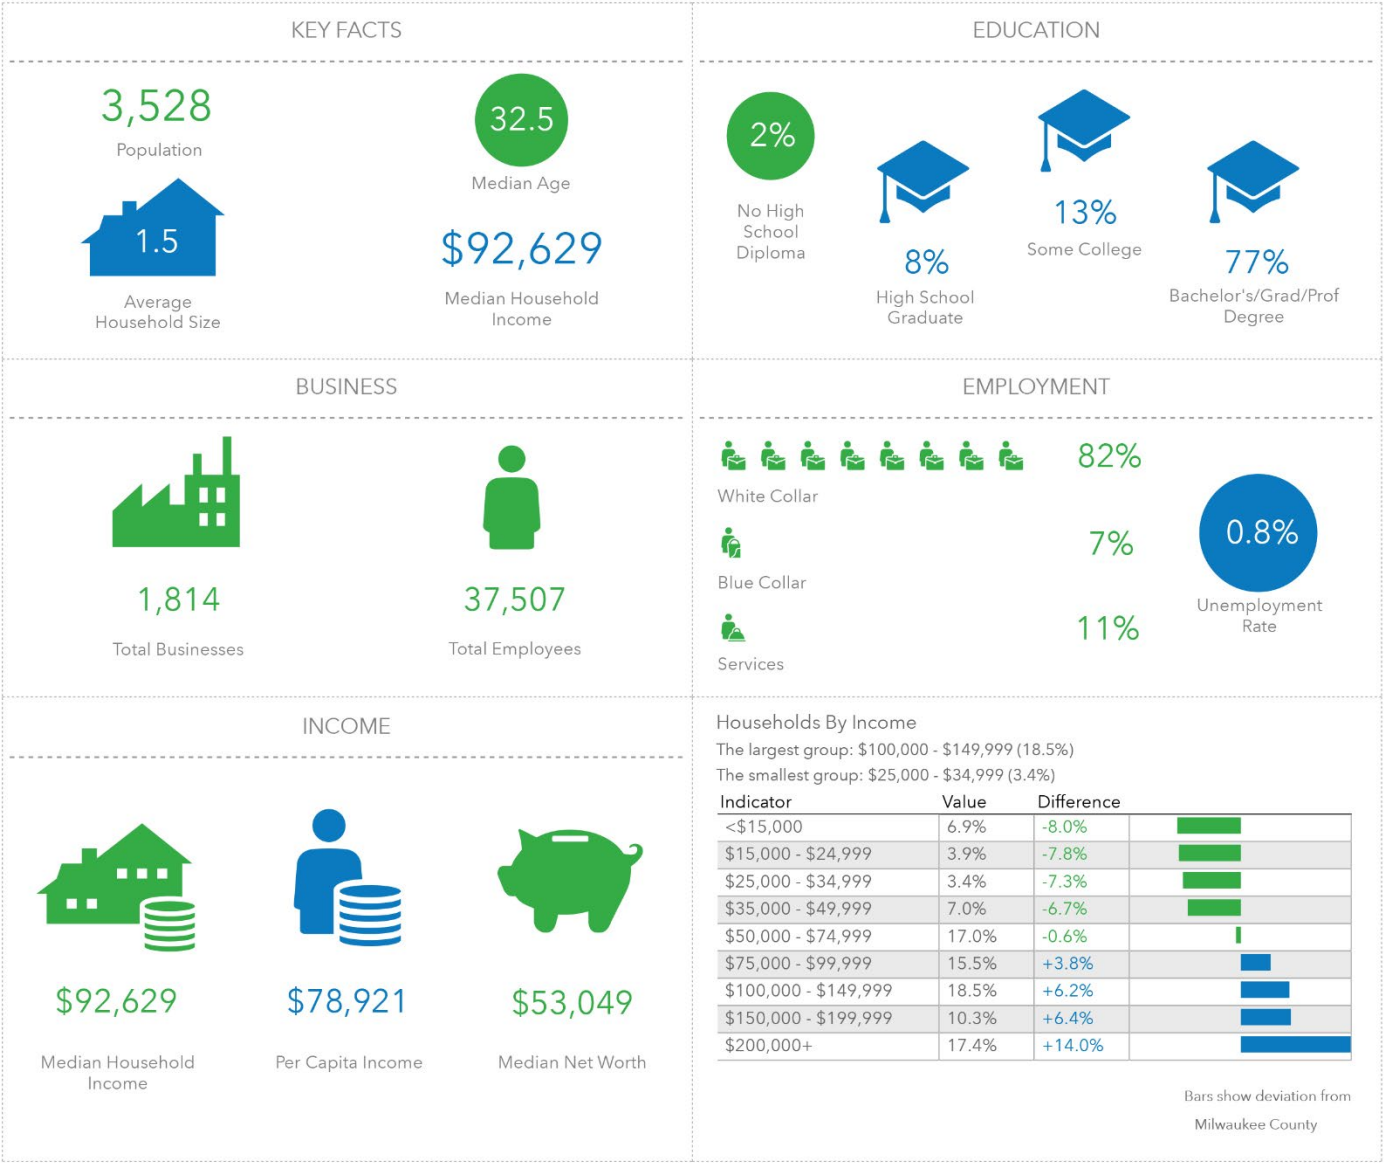 KEY FACTS
3,528
Population
32.5
Median Age
1.5
Average
Household Size
$92,629
Median Household
Income
EDUCATION
2%
No High
School
Diploma
8%
High School
Graduate
13%
Some College
77%
Bachelor's/Grad/Prof
Degree
BUSINESS
1,814
Total Businesses
37,507
Total Employees
EMPLOYMENT
82%
White Collar
7%
Blue Collar
11%
Services
0.8%
Unemployment
Rate
INCOME
$92,629
Median Household
Income
$78,921
Per Capita Income
$53,049
Median Net Worth
Households By Income
The largest group: $100,000 - $149,999 (18.5%)
The smallest group: $25,000 - $34,999 (3.4%)
Indicator Value Difference
<$15,000 6.9% -8.0%
$15,000 - $24,999 3.9% -7.8%
$25,000 - $34,999 3.4% -7.3%
$35,000 - $49,999 7.0% -6.7%
$50,000 - $74,999 17.0% -0.6%
$75,000 - $99,999 15.5% +3.8%
$100,000 - $149,999 18.5% +6.2%
$150,000 - $199,999 10.3% +6.4%
$200,000+ 17.4% +14.0%
Bars show deviation from
Milwaukee County